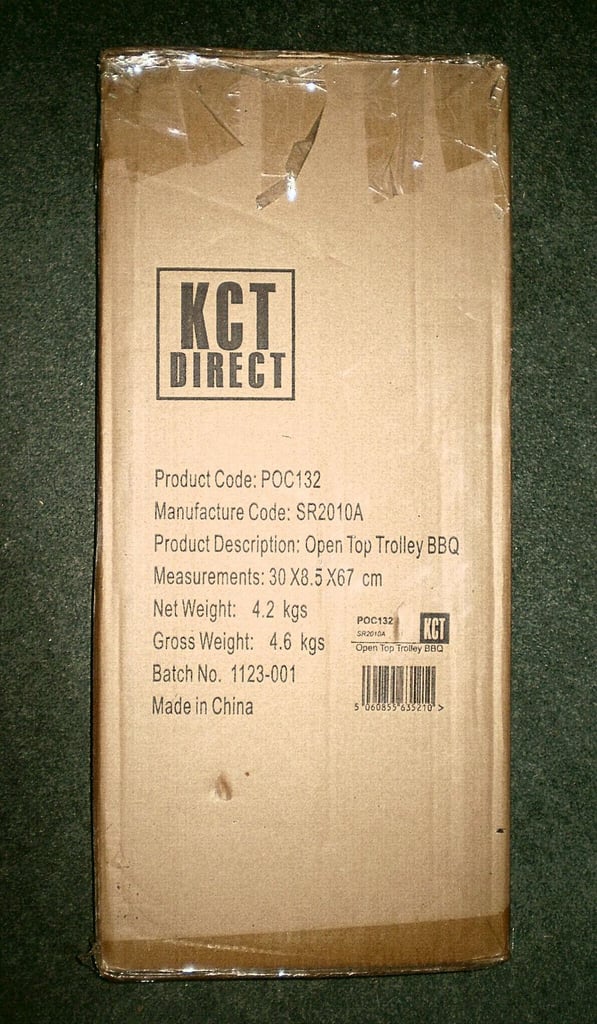 KCT
DIRECT
Product Code: POC132
Manufacture Code: SR2010A
Product Description: Open Top Trolley BBQ
Measurements: 30 X8.5 X67 cm
Net Weight: 4.2 kgs
Gross Weight: 4.6 kgs
Batch No. 1123-001
Made in China
POC132
KCT
SR2010A
Open Top Trolley BBQ
5 060855 635210 >